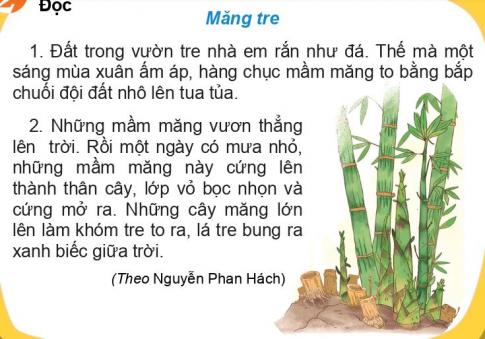 Đọc
Măng tre
1. Đất trong vườn tre nhà em rắn như đá. Thế mà một
sáng mùa xuân ấm áp, hàng chục mầm măng to bằng bắp
chuối đội đất nhô lên tua tủa.
2. Những mầm măng vươn thẳng
lên trời. Rồi một ngày có mưa nhỏ,
những mầm măng này cứng lên
thành thân cây, lớp vỏ bọc nhọn và
cứng mở ra. Những cây măng lớn
lên làm khóm tre to ra, lá tre bung ra
xanh biếc giữa trời.
(Theo Nguyễn Phan Hách)